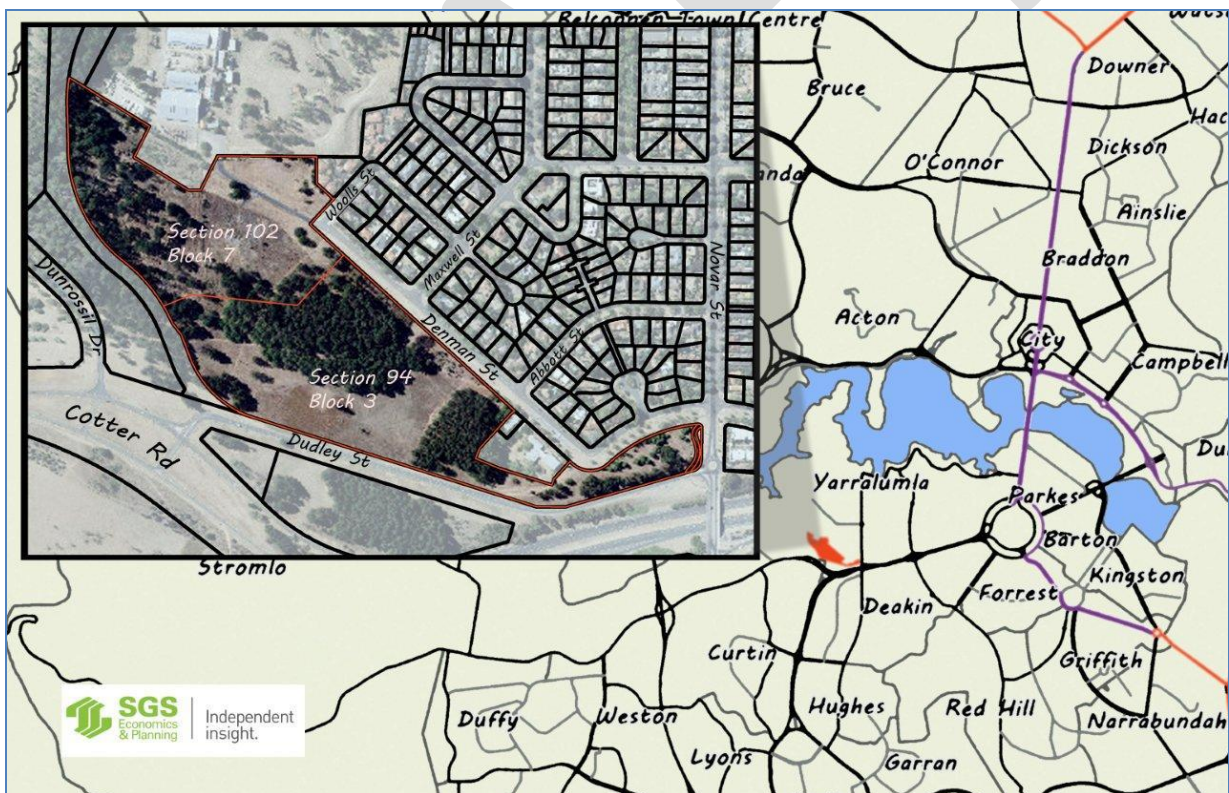 Belconnen Town Centre
Downer
Bruce
Dickson
O'Connor
Ainslie
Braddon
Acton
City
Campbell
Yarralumla
Parkes
Barton
Kingston
Forrest
Deakin
Stromlo
Curtin
Griffith
Duffy
Weston
Hughes
Red Hill
Narrabundah
Lyons
Garran
Woolls St
Section 102
Block 7
Maxwell St
Novar St
Dunrossil Dr
Denman St
Abbott St
Section 94
Block 3
Cotter Rd
Dudley St
SGS
Economics
& Planning
Independent
insight.